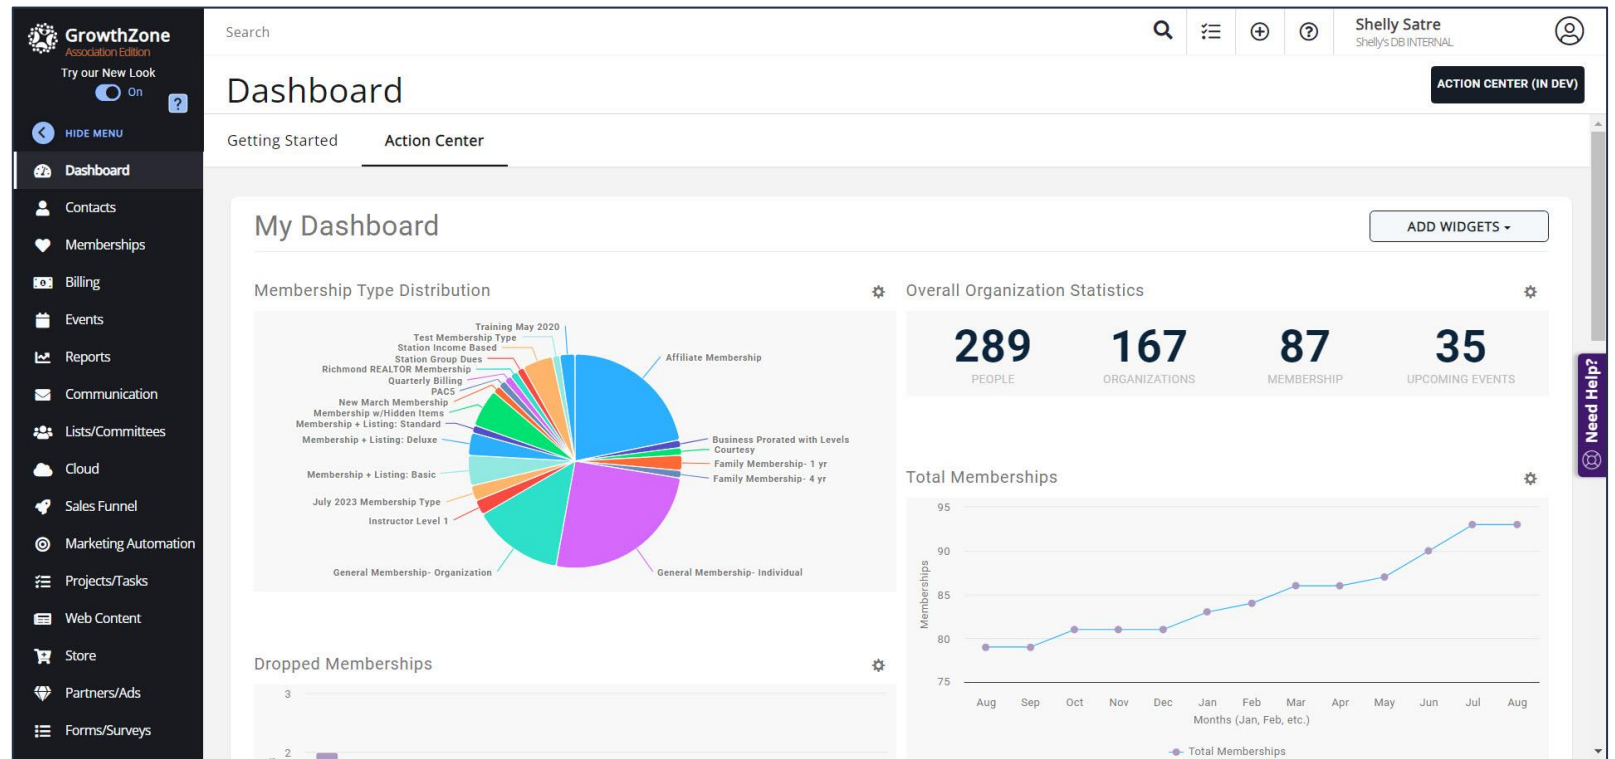 GrowthZone
Association Edition
Try our New Look
On
?
HIDE MENU
Dashboard
Contacts
Memberships
Billing
Events
Reports
Communication
Lists/Committees
Cloud
Sales Funnel
Marketing Automation
Projects/Tasks
Web Content
Store
Partners/Ads
Forms/Surveys
Search
Shelly Satre
Shelly's DB INTERNAL
Dashboard
ACTION CENTER (IN DEV)
Getting Started
Action Center
My Dashboard
ADD WIDGETS
Membership Type Distribution
Training May 2020
Test Membership Type
Station Income Based
Station Group Dues
Richmond REALTOR Membership
Quarterly Billing
PAC5
New March Membership
Membership w/Hidden Items
Membership + Listing: Standard
Membership + Listing: Deluxe
Membership + Listing: Basic
July 2023 Membership Type
Instructor Level 1
General Membership- Organization
Affiliate Membership
Business Prorated with Levels
Courtesy
Family Membership- 1 yr
Family Membership- 4 yr
General Membership- Individual
Overall Organization Statistics
289 167 87 35
PEOPLE ORGANIZATIONS MEMBERSHIP UPCOMING EVENTS
Total Memberships
95
90
85
80
75
Memberships
Aug Sep Oct Nov Dec Jan Feb Mar Apr May Jun Jul Aug
Months (Jan, Feb, etc.)
Total Memberships
Dropped Memberships
3
2
Need Help?